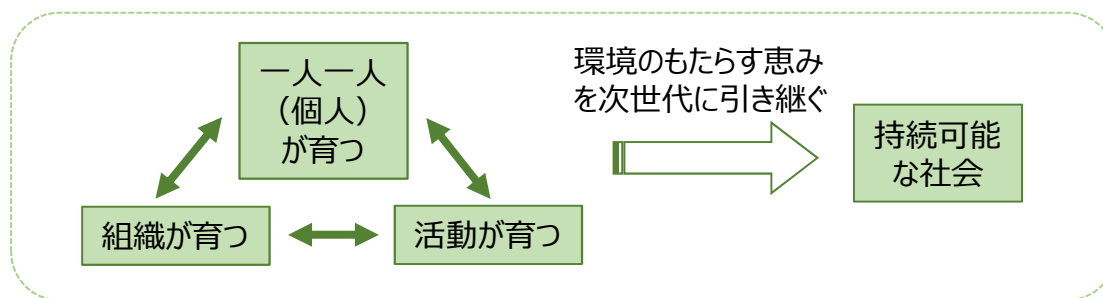 一人一人
（個人）
が育つ
組織が育つ
活動が育つ
環境のもたらす恵み
を次世代に引き継ぐ
持続可能
な社会